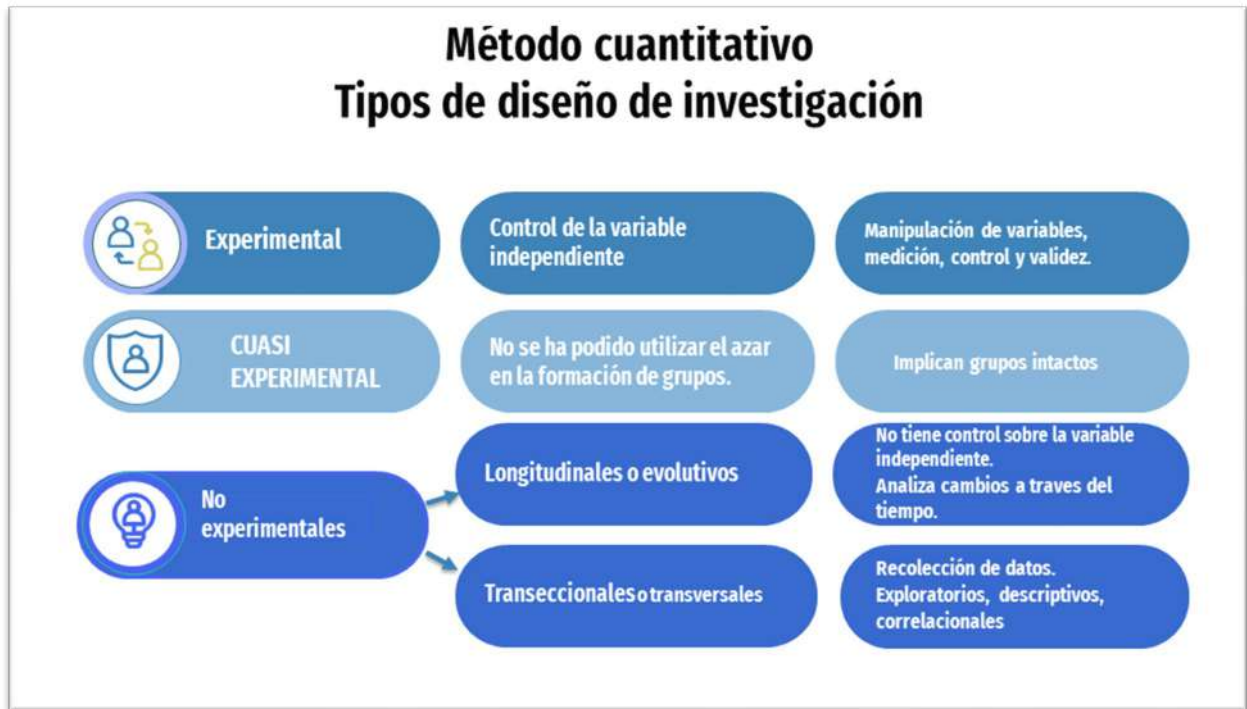 Método cuantitativo
Tipos de diseño de investigación
Experimental
Control de la variable
independiente
Manipulación de variables,
medición, control y validez.
CUASI
EXPERIMENTAL
No se ha podido utilizar el azar
en la formación de grupos.
Implican grupos intactos
No
experimentales
Longitudinales o evolutivos
No tiene control sobre la variable
independiente.
Analiza cambios a traves del
tiempo.
Transeccionales o transversales
Recolección de datos.
Exploratorios, descriptivos,
correlacionales